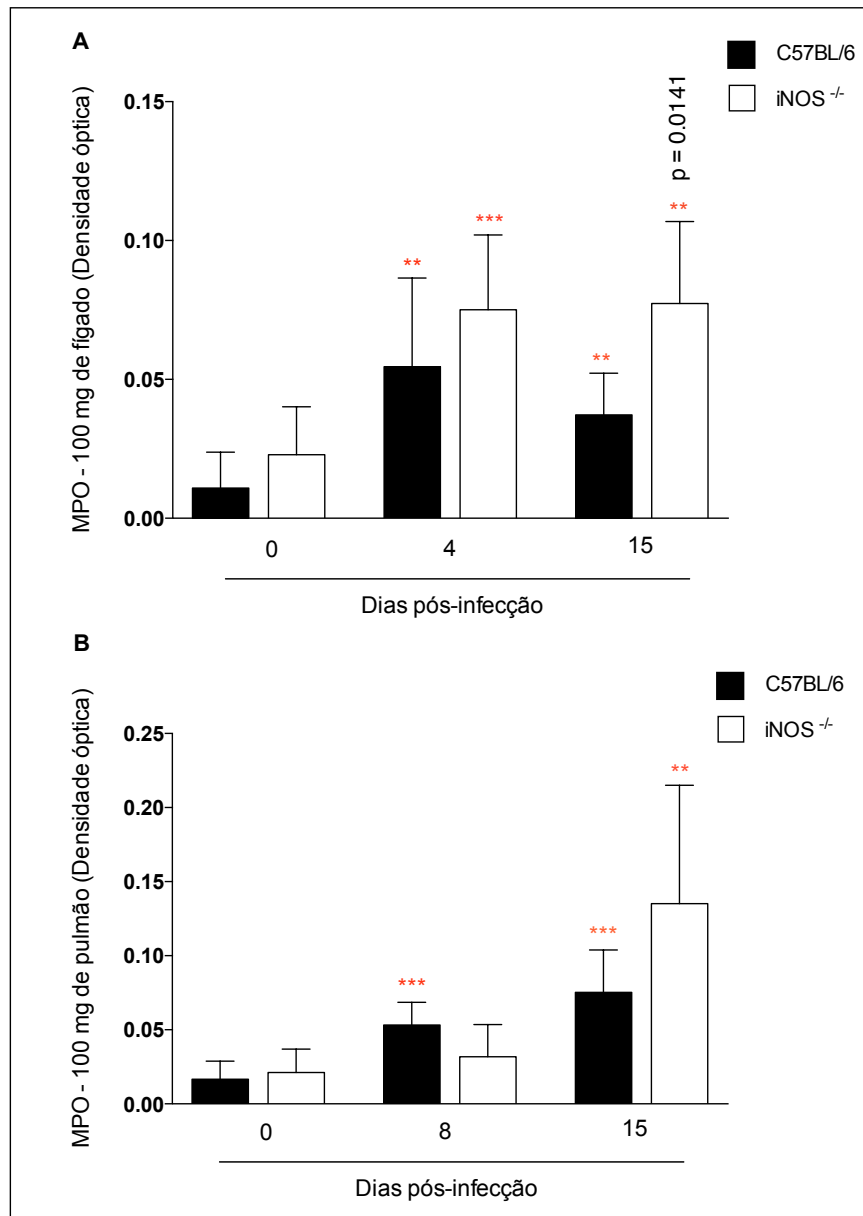 A
C57BL/6
iNOS -/-
MPO - 100 mg de fígado (Densidade óptica)
0.15
0.10
0.05
0.00
**
***
**
**
p = 0.0141
0 4 15
Dias pós-infecção
B
C57BL/6
iNOS -/-
MPO - 100 mg de pulmão (Densidade óptica)
0.25
0.20
0.15
0.10
0.05
0.00
***
***
**
0 8 15
Dias pós-infecção